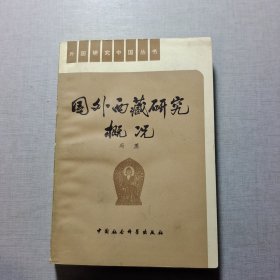 外国研究中国丛书
国外西藏研究
概况
冯蒸
中国社会科学出版社